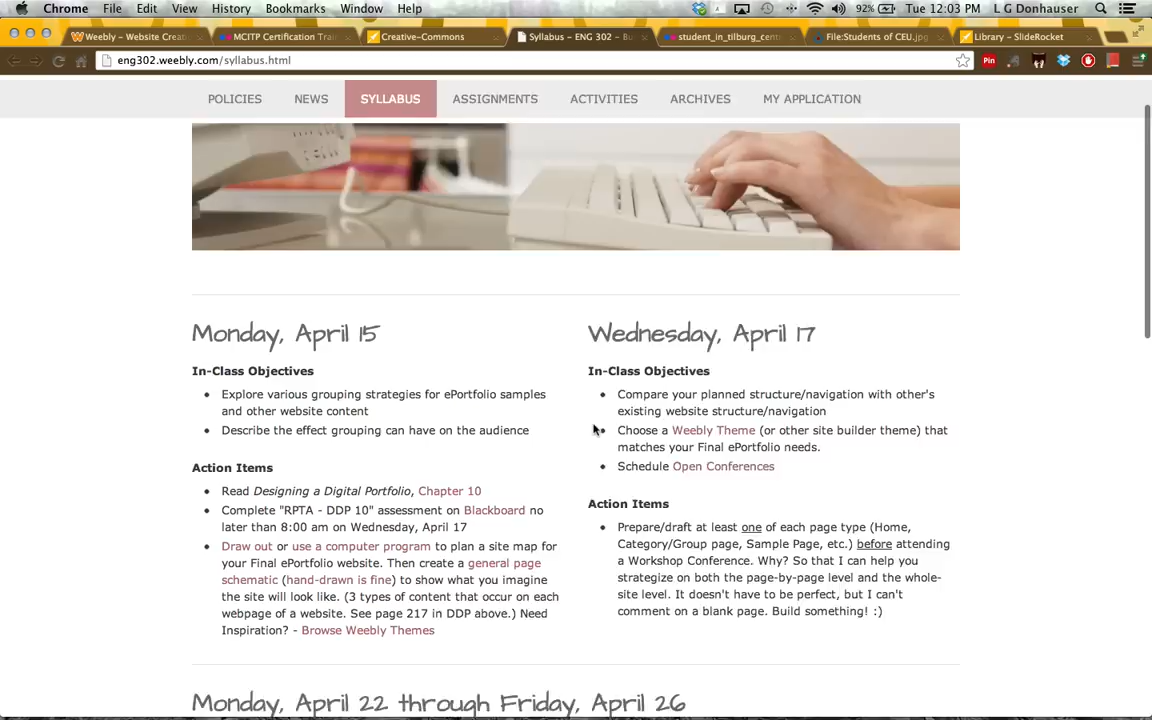 Chrome File Edit View History Bookmarks Window Help 92% Tue 12:03 PM L G Donhauser
Weebly - Website Creat MCITP Certification Train Creative-Commons Syllabus - ENG 302 - Bu student_in_tilburg_cent File:Students of CEU.jpg Library - SlideRocket
eng302.weebly.com/syllabus.html
POLICIES NEWS SYLLABUS ASSIGNMENTS ACTIVITIES ARCHIVES MY APPLICATION
Monday, April 15
In-Class Objectives
Explore various grouping strategies for ePortfolio samples
and other website content
Describe the effect grouping can have on the audience
Action Items
Read Designing a Digital Portfolio, Chapter 10
Complete "RPTA - DDP 10" assessment on Blackboard no
later than 8:00 am on Wednesday, April 17
Draw out or use a computer program to plan a site map for
your Final ePortfolio website. Then create a general page
schematic (hand-drawn is fine) to show what you imagine
the site will look like. (3 types of content that occur on each
webpage of a website. See page 217 in DDP above.) Need
Inspiration? - Browse Weebly Themes
Wednesday, April 17
In-Class Objectives
Compare your planned structure/navigation with other's
existing website structure/navigation
Choose a Weebly Theme (or other site builder theme) that
matches your Final ePortfolio needs.
Schedule Open Conferences
Action Items
Prepare/draft at least one of each page type (Home,
Category/Group page, Sample Page, etc.) before attending
a Workshop Conference. Why? So that I can help you
strategize on both the page-by-page level and the whole-
site level. It doesn't have to be perfect, but I can't
comment on a blank page. Build something! :)
Monday, April 22 through Friday, April 26